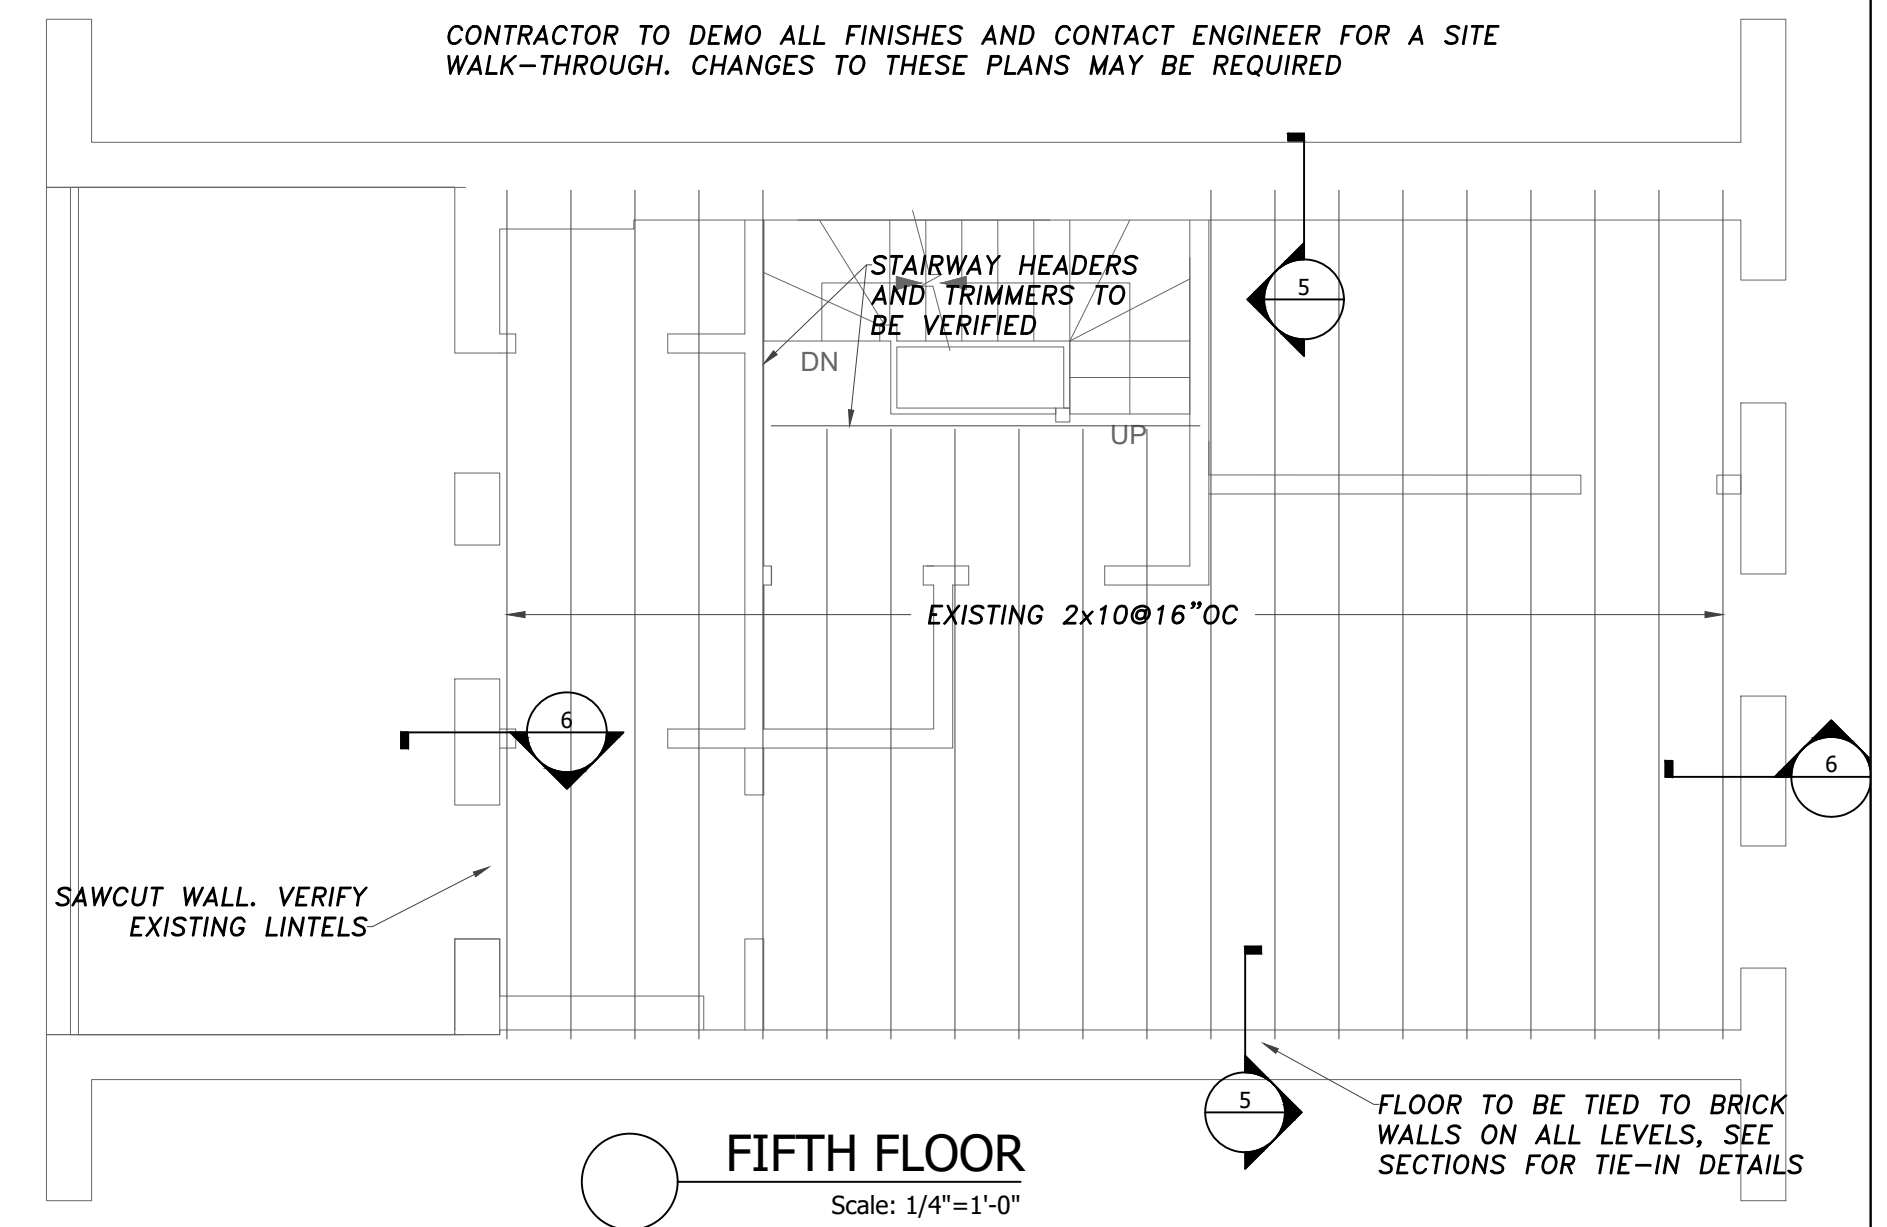 CONTRACTOR TO DEMO ALL FINISHES AND CONTACT ENGINEER FOR A SITE
WALK-THROUGH. CHANGES TO THESE PLANS MAY BE REQUIRED
5
STAIRWAY HEADERS
AND TRIMMERS TO
BE VERIFIED
DN
UP
EXISTING 2x10@16"OC
6
6
SAWCUT WALL. VERIFY
EXISTING LINTELS
5
FLOOR TO BE TIED TO BRICK
WALLS ON ALL LEVELS, SEE
SECTIONS FOR TIE-IN DETAILS
FIFTH FLOOR
Scale: 1/4"=1'-0"